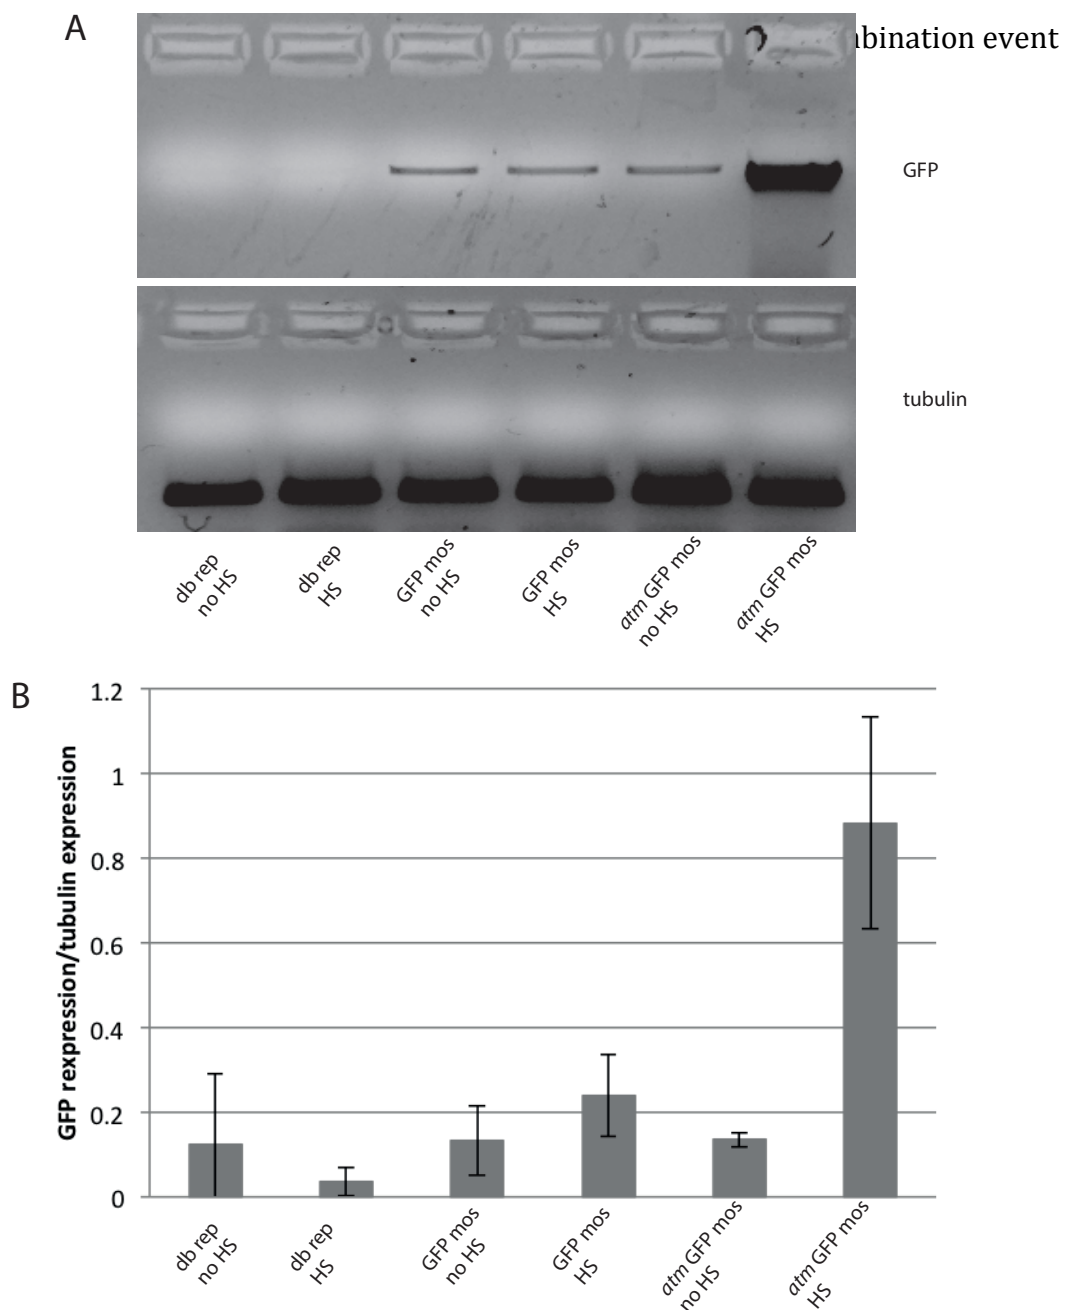 A
bination event
GFP
tubulin
db rep
no HS
db rep
HS
GFP mos
no HS
GFP mos
HS
atm GFP mos
no HS
atm GFP mos
HS
B
GFP rexpression/tubulin expression
1.2
1
0.8
0.6
0.4
0.2
0
db rep
no HS
db rep
HS
GFP mos
no HS
GFP mos
HS
atm GFP mos
no HS
atm GFP mos
HS